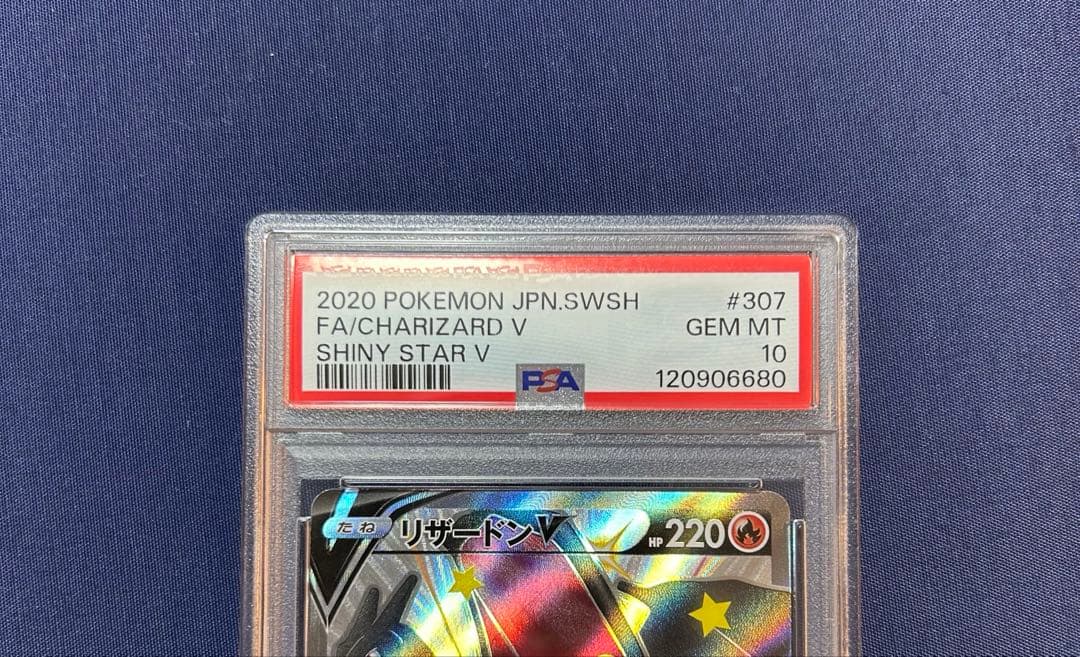 2020 POKEMON JPN.SWSH #307
FA/CHARIZARD V GEM MT
SHINY STAR V 10
PSA 120906680
たね リザードンV HP 220